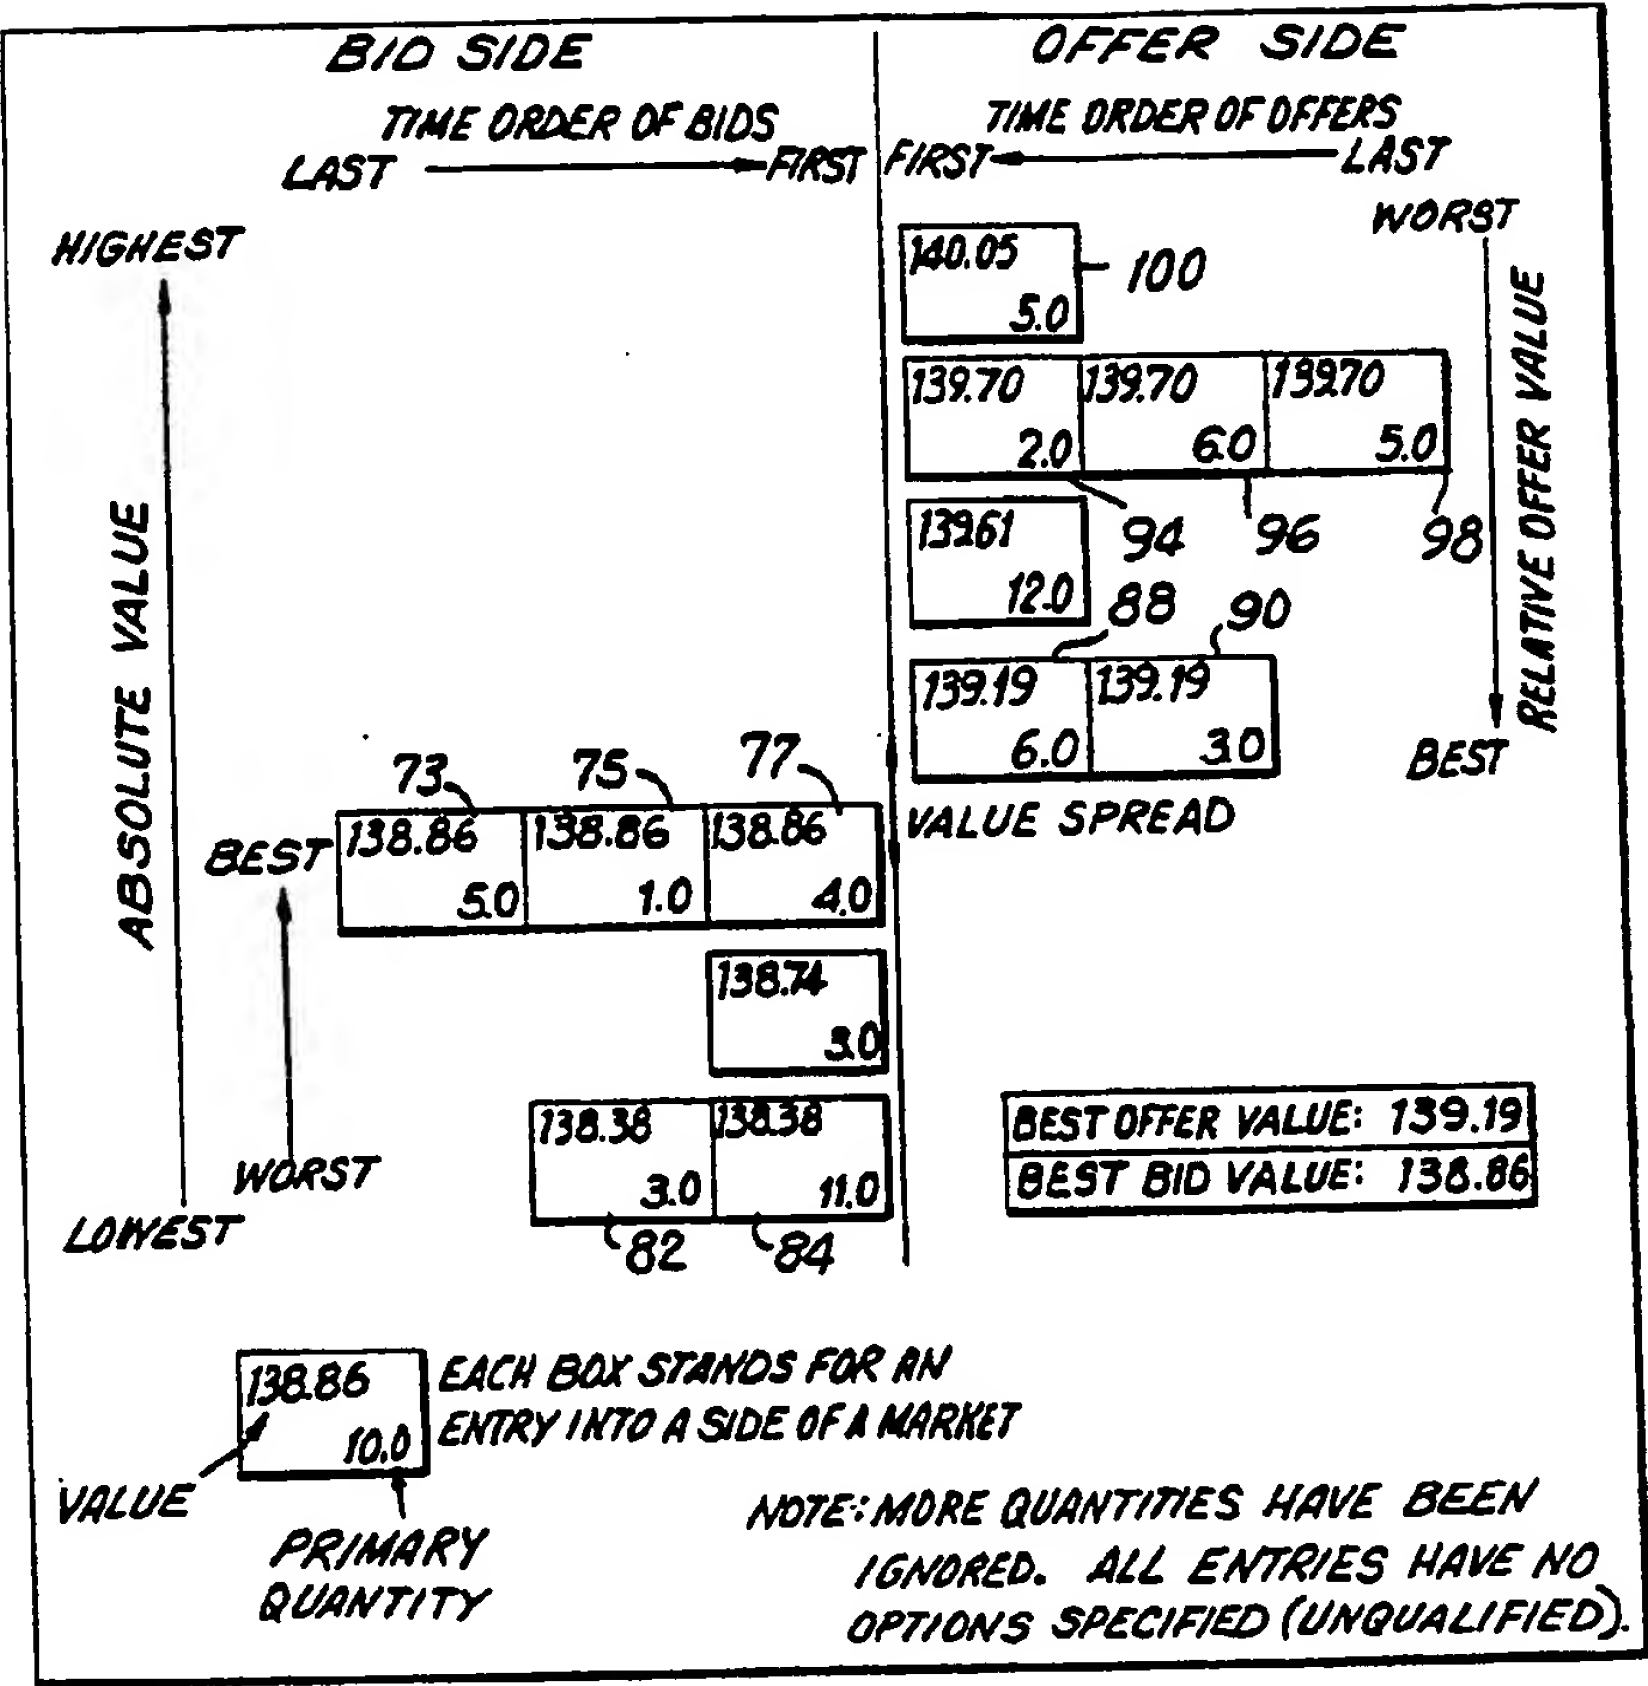 BID SIDE
OFFER SIDE
TIME ORDER OF BIDS
TIME ORDER OF OFFERS
LAST FIRST
FIRST LAST
HIGHEST
WORST
140.05
5.0
100
139.70 139.70 139.70
2.0 6.0 5.0
94 96 98
139.61
12.0
88 90
139.19 139.19
6.0 3.0
RELATIVE OFFER VALUE
BEST
ABSOLUTE VALUE
73 75 77
VALUE SPREAD
BEST
138.86 138.86 138.86
5.0 1.0 4.0
138.74
3.0
138.38 138.38
3.0 11.0
82 84
WORST
LOWEST
BEST OFFER VALUE: 139.19
BEST BID VALUE: 138.86
138.86
10.0
EACH BOX STANDS FOR AN
ENTRY INTO A SIDE OF A MARKET
VALUE
PRIMARY
QUANTITY
NOTE: MORE QUANTITIES HAVE BEEN
IGNORED. ALL ENTRIES HAVE NO
OPTIONS SPECIFIED (UNQUALIFIED).